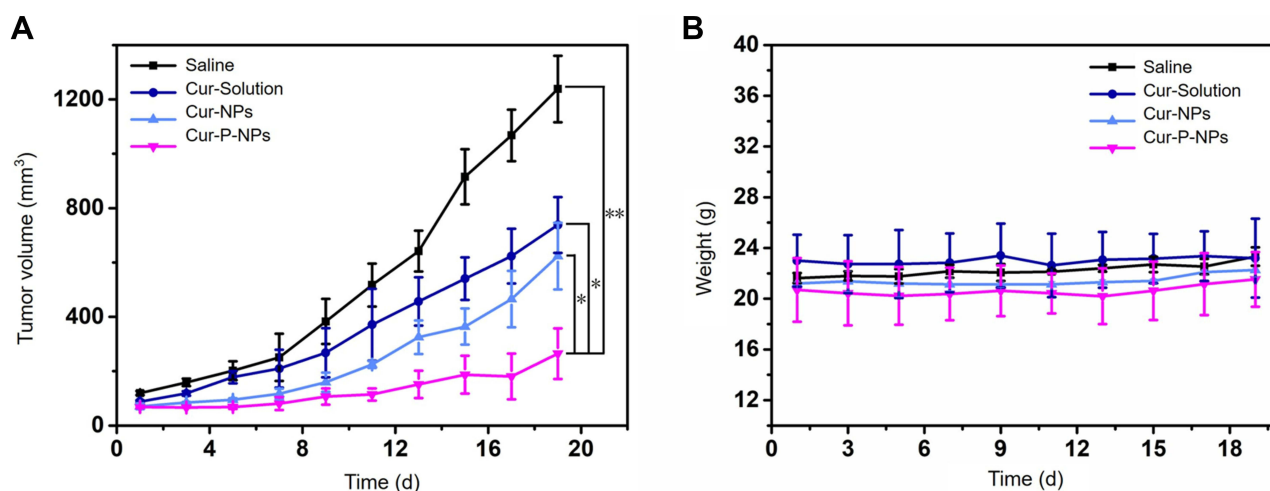 A
Saline
Cur-Solution
Cur-NPs
Cur-P-NPs
Tumor volume (mm³)
1200
800
400
0
**
*
*
0 4 8 12 16 20
Time (d)
B
Saline
Cur-Solution
Cur-NPs
Cur-P-NPs
Weight (g)
40
36
32
28
24
20
16
12
0 3 6 9 12 15 18
Time (d)